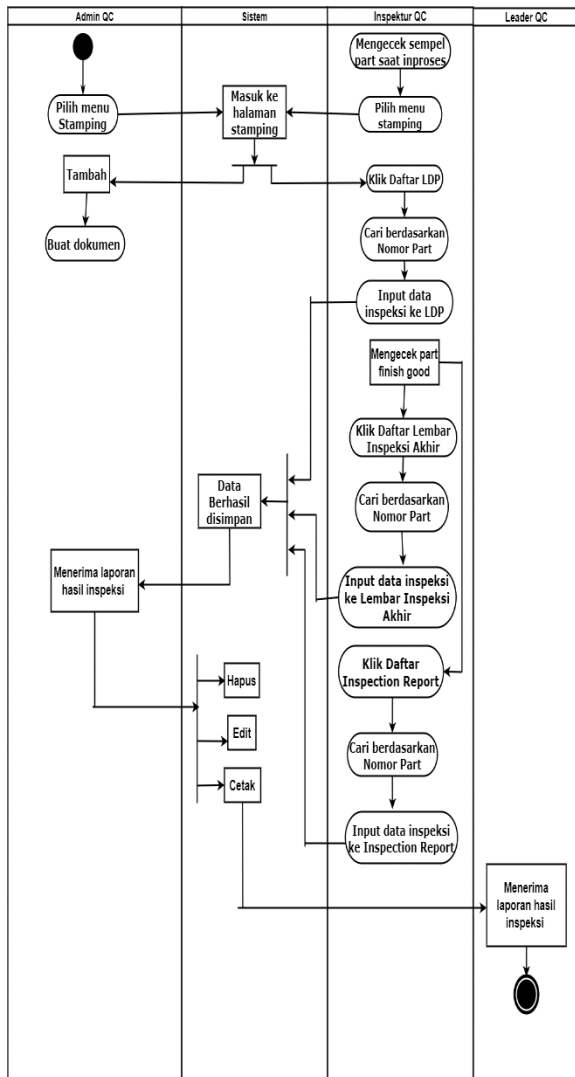 Admin QC
Sistem
Inspektur QC
Leader QC
Mengecek sempel
part saat inproses
Pilih menu
Stamping
Masuk ke
halaman
stamping
Pilih menu
stamping
Tambah
Klik Daftar LDP
Buat dokumen
Cari berdasarkan
Nomor Part
Input data
inspeksi ke LDP
Mengecek part
finish good
Klik Daftar Lembar
Inspeksi Akhir
Data
Berhasil
disimpan
Cari berdasarkan
Nomor Part
Menerima laporan
hasil inspeksi
Input data inspeksi
ke Lembar Inspeksi
Akhir
Klik Daftar
Inspection Report
Hapus
Edit
Cari berdasarkan
Nomor Part
Cetak
Input data inspeksi
ke Inspection Report
Menerima
laporan hasil
inspeksi